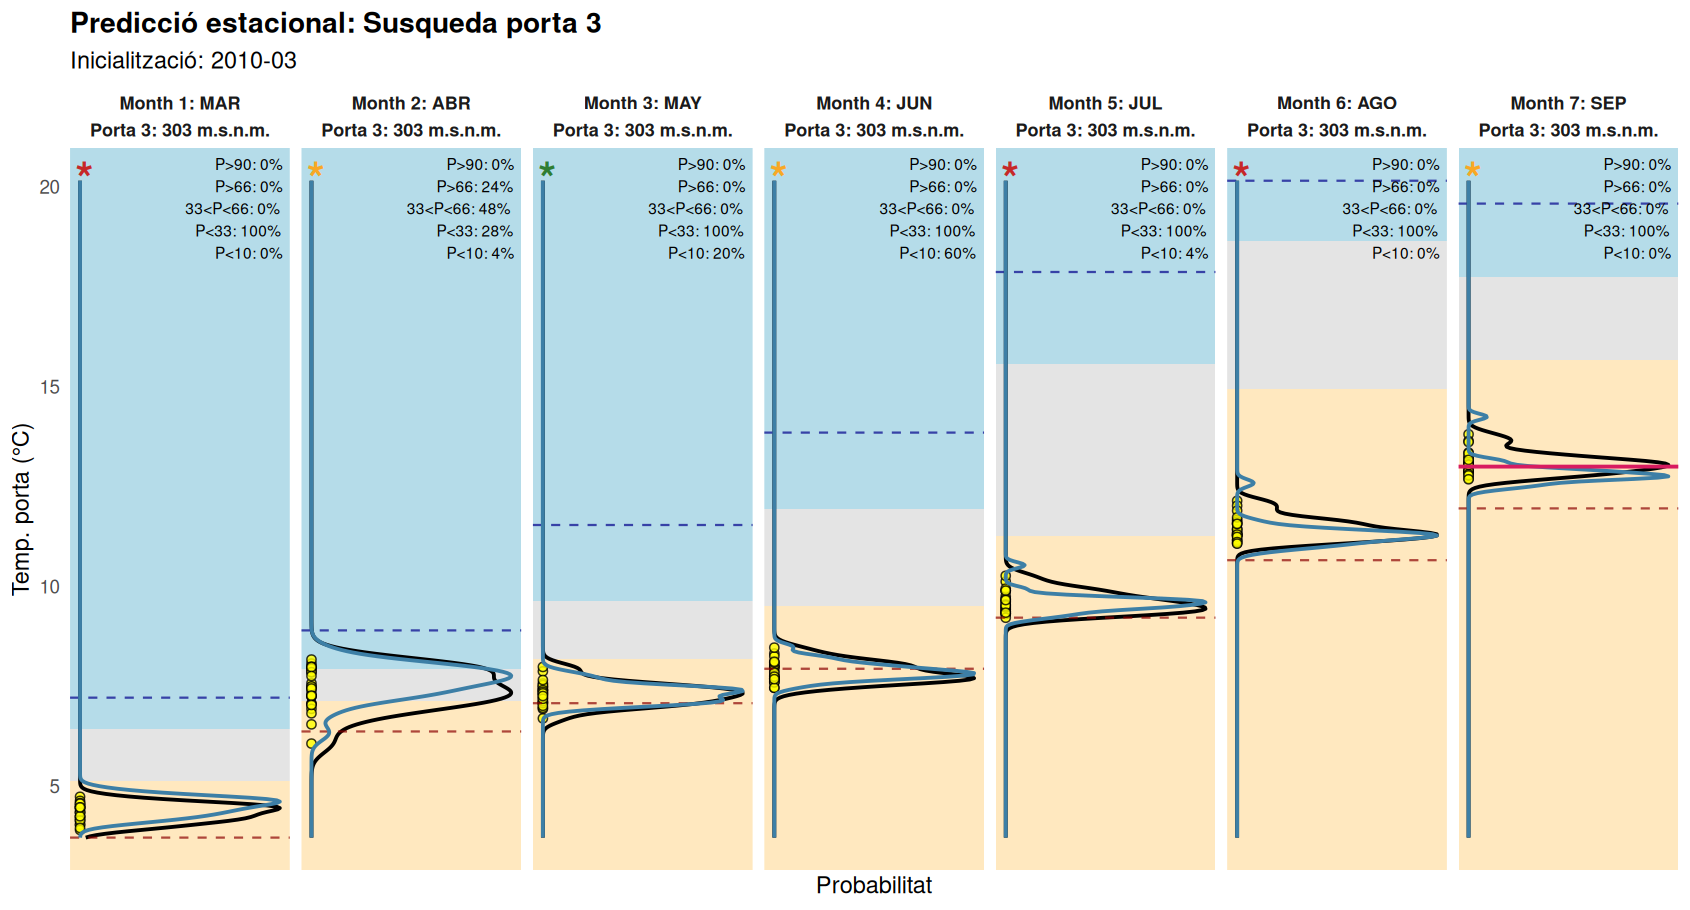 Predicció estacional: Susqueda porta 3
Inicialització: 2010-03
Month 1: MAR
Porta 3: 303 m.s.n.m.
Month 2: ABR
Porta 3: 303 m.s.n.m.
Month 3: MAY
Porta 3: 303 m.s.n.m.
Month 4: JUN
Porta 3: 303 m.s.n.m.
Month 5: JUL
Porta 3: 303 m.s.n.m.
Month 6: AGO
Porta 3: 303 m.s.n.m.
Month 7: SEP
Porta 3: 303 m.s.n.m.
*
P>90: 0%
P>66: 0%
33<P<66: 0%
P<33: 100%
P<10: 0%
*
P>90: 0%
P>66: 24%
33<P<66: 48%
P<33: 28%
P<10: 4%
*
P>90: 0%
P>66: 0%
33<P<66: 0%
P<33: 100%
P<10: 20%
*
P>90: 0%
P>66: 0%
33<P<66: 0%
P<33: 100%
P<10: 60%
*
P>90: 0%
P>66: 0%
33<P<66: 0%
P<33: 100%
P<10: 4%
*
P>90: 0%
P>66: 0%
33<P<66: 0%
P<33: 100%
P<10: 0%
*
P>90: 0%
P>66: 0%
33<P<66: 0%
P<33: 100%
P<10: 0%
20
15
10
5
Temp. porta (°C)
Probabilitat